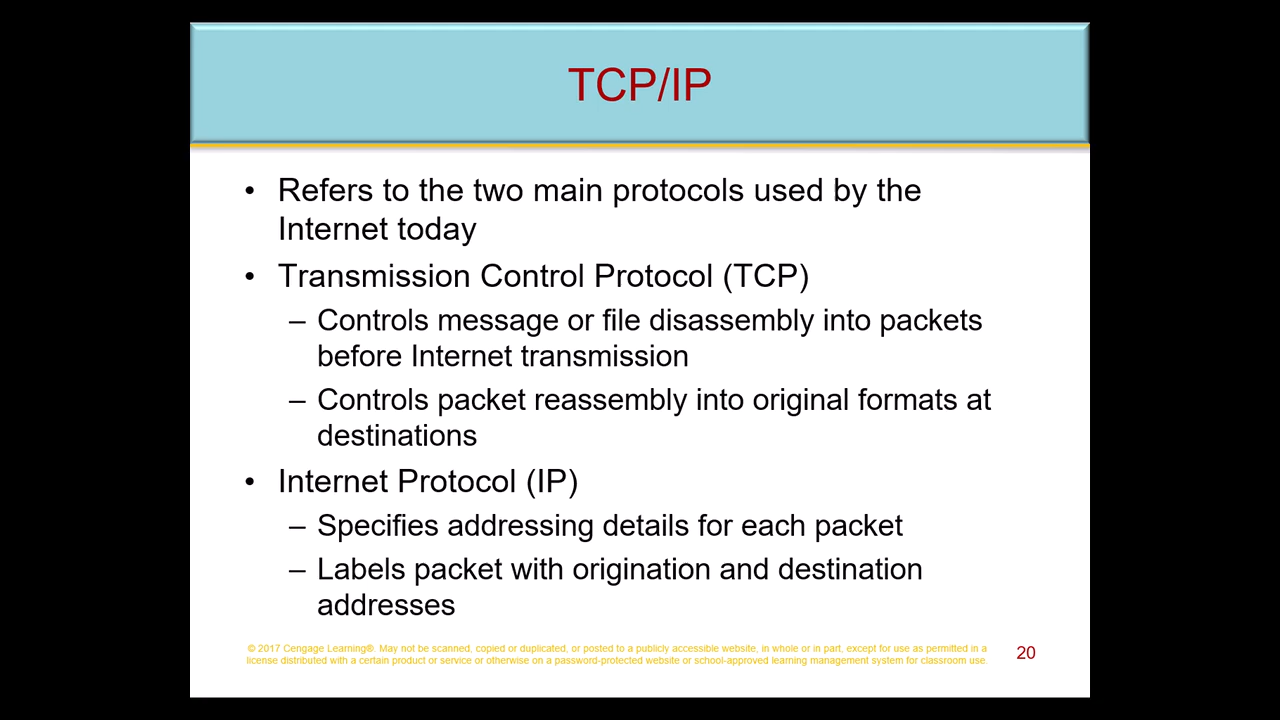 TCP/IP
• Refers to the two main protocols used by the
Internet today
• Transmission Control Protocol (TCP)
– Controls message or file disassembly into packets
before Internet transmission
– Controls packet reassembly into original formats at
destinations
• Internet Protocol (IP)
– Specifies addressing details for each packet
– Labels packet with origination and destination
addresses
© 2017 Cengage Learning®. May not be scanned, copied or duplicated, or posted to a publicly accessible website, in whole or in part, except for use as permitted in a
license distributed with a certain product or service or otherwise on a password-protected website or school-approved learning management system for classroom use.
20